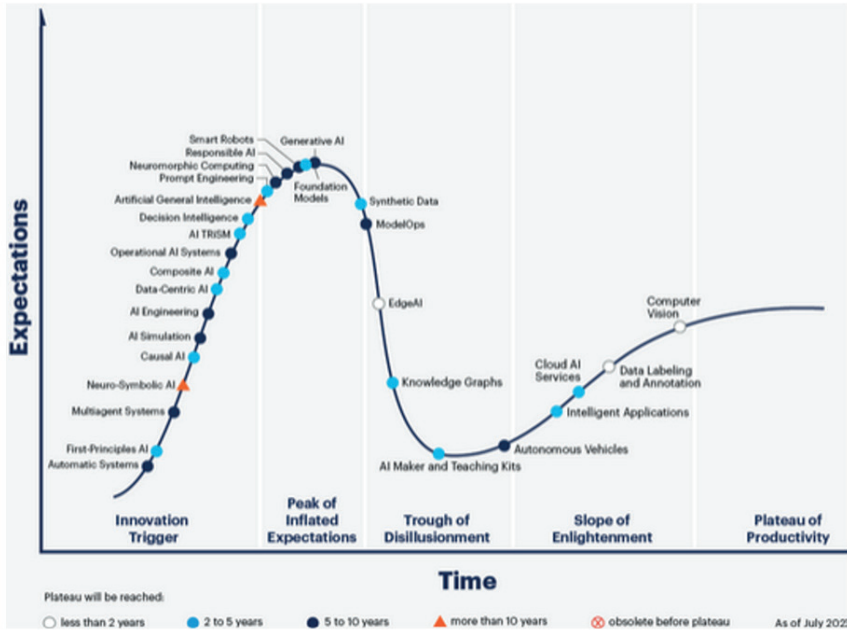 Expectations
Smart Robots
Generative AI
Responsible AI
Neuromorphic Computing
Prompt Engineering
Foundation
Models
Artificial General Intelligence
Decision Intelligence
AI TRiSM
Operational AI Systems
Composite AI
Data-Centric AI
AI Engineering
AI Simulation
Causal AI
Neuro-Symbolic AI
Multiagent Systems
First-Principles AI
Automatic Systems
Synthetic Data
ModelOps
EdgeAI
Knowledge Graphs
AI Maker and Teaching Kits
Autonomous Vehicles
Intelligent Applications
Cloud AI
Services
Data Labeling
and Annotation
Computer
Vision
Innovation
Trigger
Peak of
Inflated
Expectations
Trough of
Disillusionment
Slope of
Enlightenment
Plateau of
Productivity
Time
Plateau will be reached:
less than 2 years
2 to 5 years
5 to 10 years
more than 10 years
obsolete before plateau
As of July